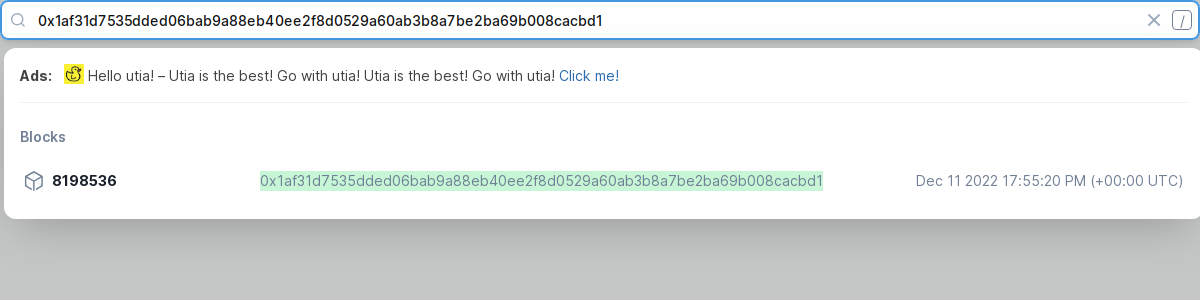 0x1af31d7535dded06bab9a88eb40ee2f8d0529a60ab3b8a7be2ba69b008cacbd1 /
Ads: Hello utia! – Utia is the best! Go with utia! Utia is the best! Go with utia! Click me!
Blocks
8198536 0x1af31d7535dded06bab9a88eb40ee2f8d0529a60ab3b8a7be2ba69b008cacbd1 Dec 11 2022 17:55:20 PM (+00:00 UTC)